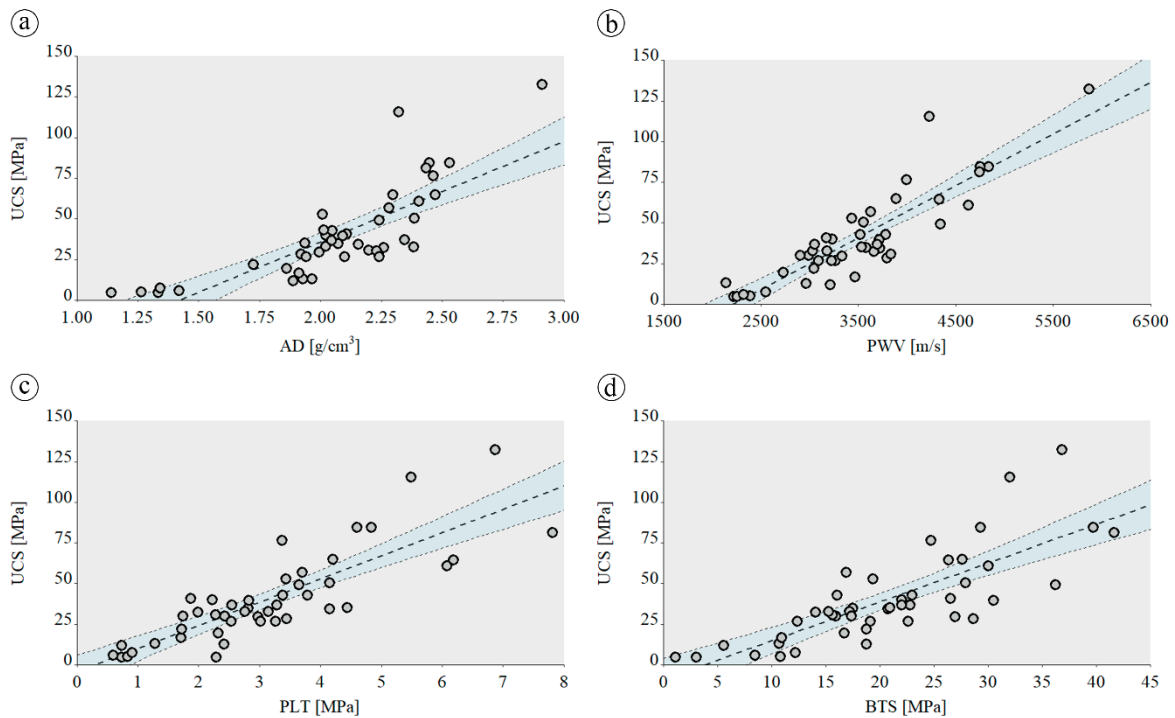 a
150
125
100
75
50
25
0
UCS [MPa]
1.00 1.25 1.50 1.75 2.00 2.25 2.50 2.75 3.00
AD [g/cm³]
b
150
125
100
75
50
25
0
UCS [MPa]
1500 2500 3500 4500 5500 6500
PWV [m/s]
c
150
125
100
75
50
25
0
UCS [MPa]
0 1 2 3 4 5 6 7 8
PLT [MPa]
d
150
125
100
75
50
25
0
UCS [MPa]
0 5 10 15 20 25 30 35 40 45
BTS [MPa]